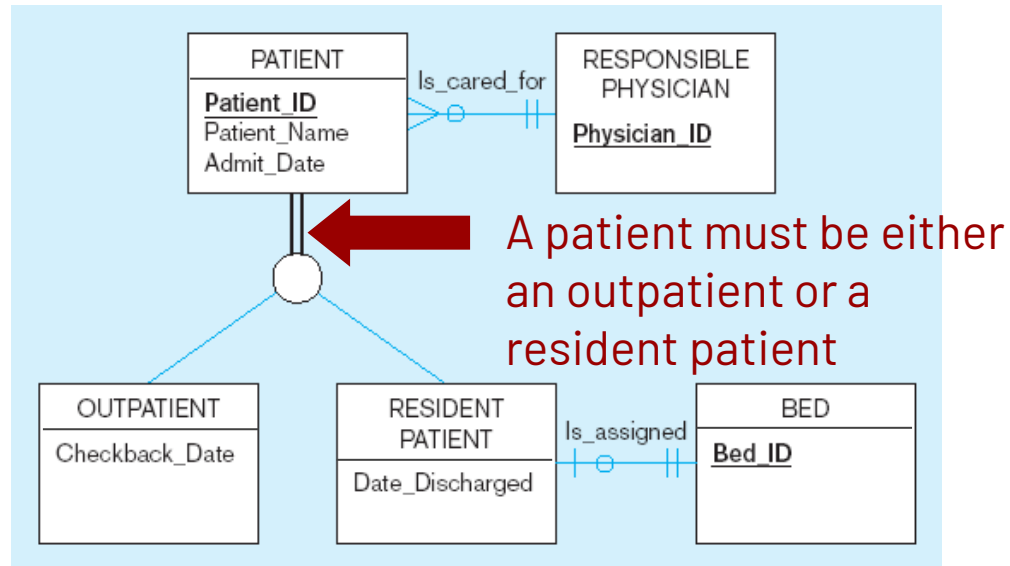 PATIENT
Patient_ID
Patient_Name
Admit_Date
Is_cared_for
RESPONSIBLE
PHYSICIAN
Physician_ID
A patient must be either
an outpatient or a
resident patient
OUTPATIENT
Checkback_Date
RESIDENT
PATIENT
Date_Discharged
Is_assigned
BED
Bed_ID